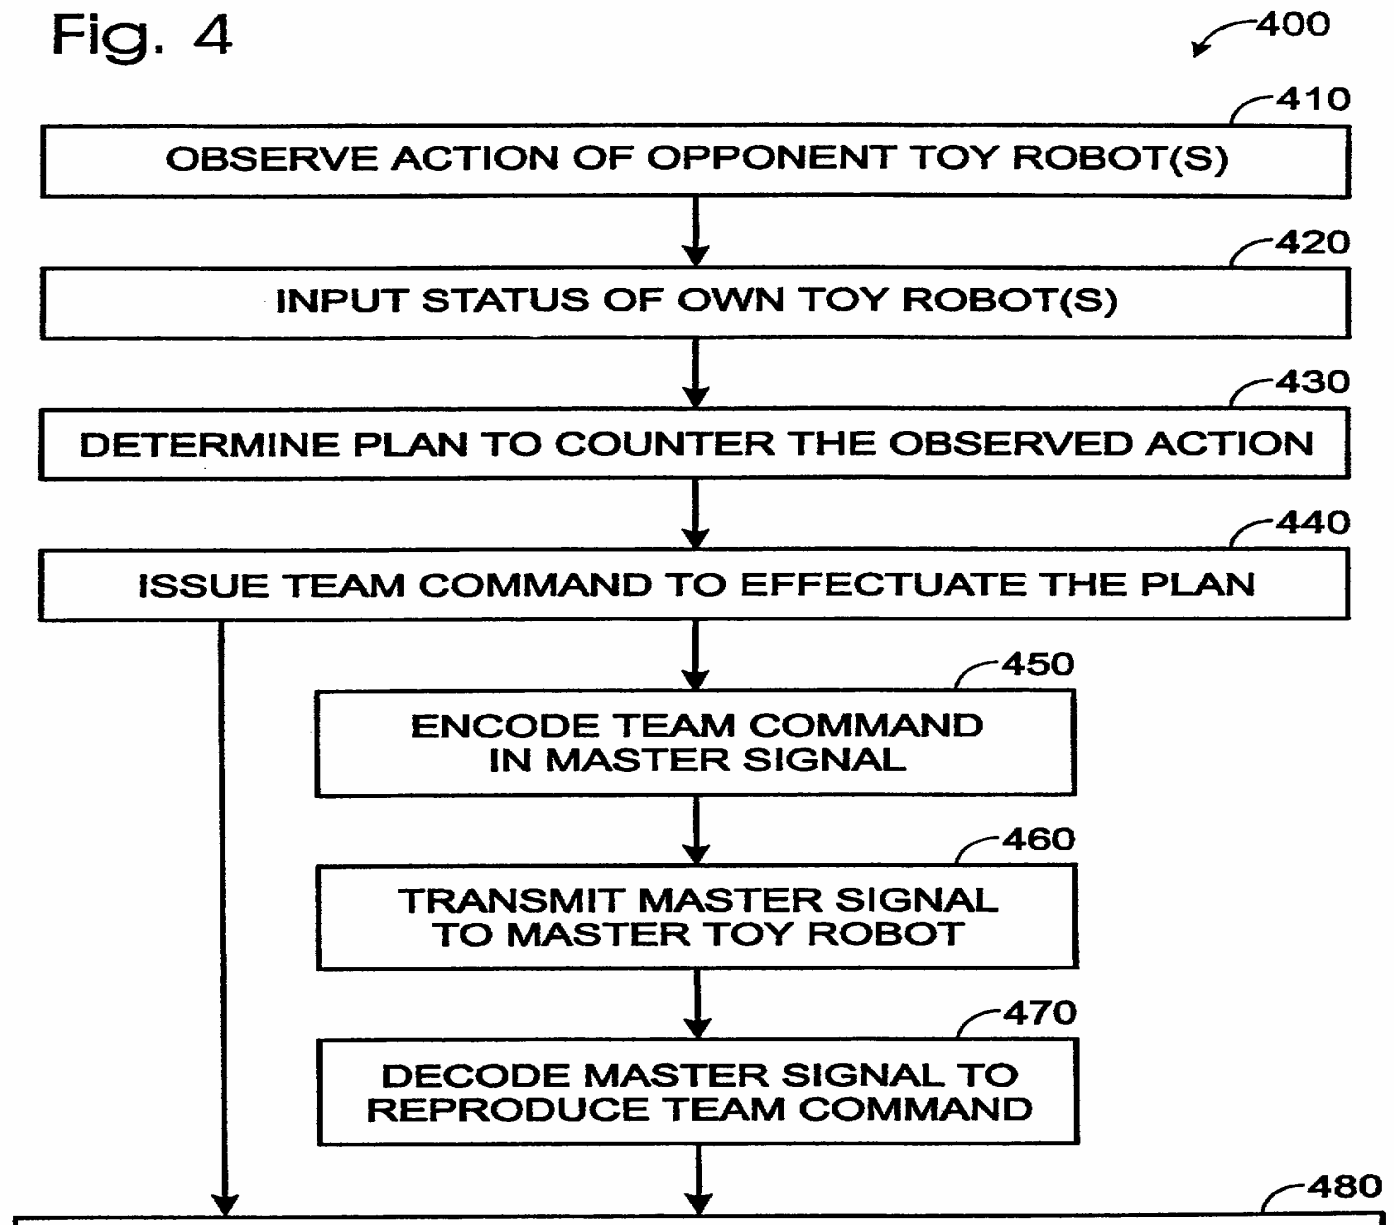 Fig. 4
400
410
OBSERVE ACTION OF OPPONENT TOY ROBOT(S)
420
INPUT STATUS OF OWN TOY ROBOT(S)
430
DETERMINE PLAN TO COUNTER THE OBSERVED ACTION
440
ISSUE TEAM COMMAND TO EFFECTUATE THE PLAN
450
ENCODE TEAM COMMAND
IN MASTER SIGNAL
460
TRANSMIT MASTER SIGNAL
TO MASTER TOY ROBOT
470
DECODE MASTER SIGNAL TO
REPRODUCE TEAM COMMAND
480